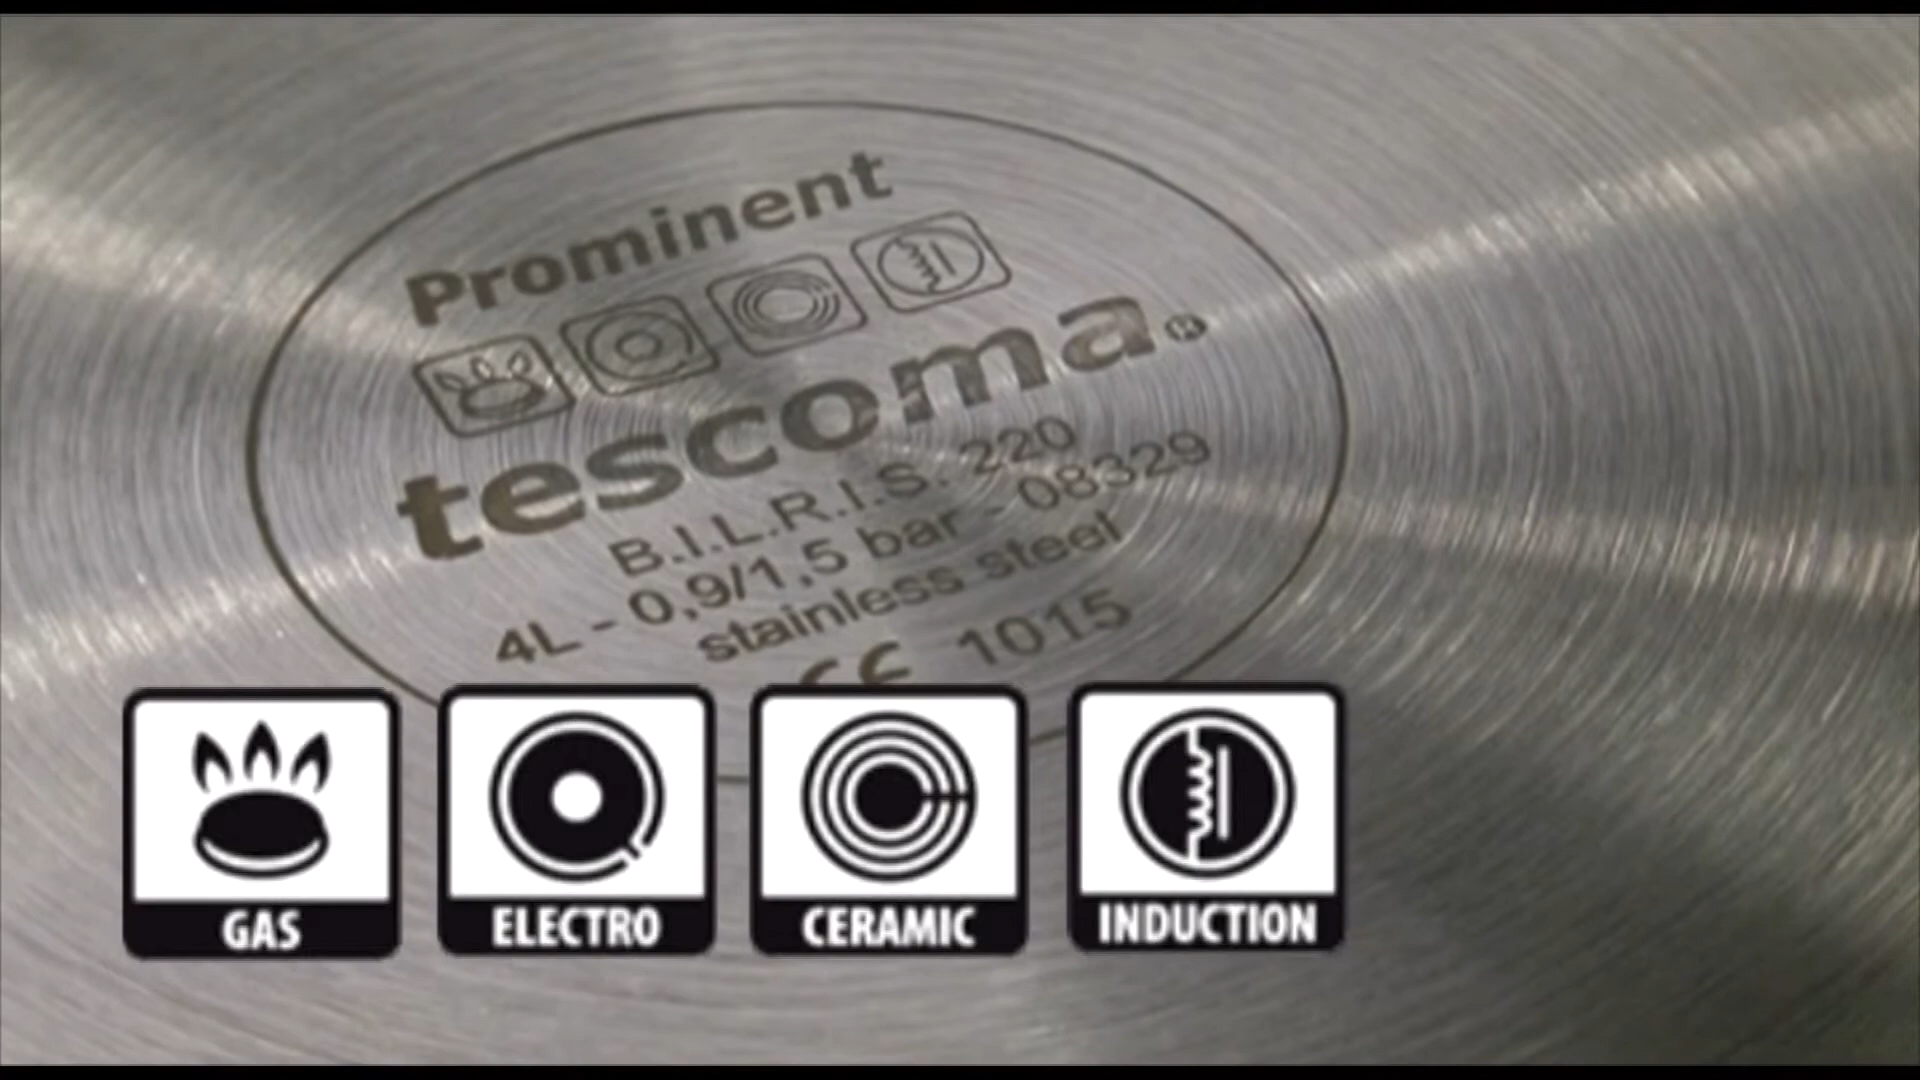 Prominent
tescoma®
B.I.L.R.I.S. 220
4L - 0,9/1,5 bar - 08329
stainless steel
CE 1015
GAS ELECTRO CERAMIC INDUCTION